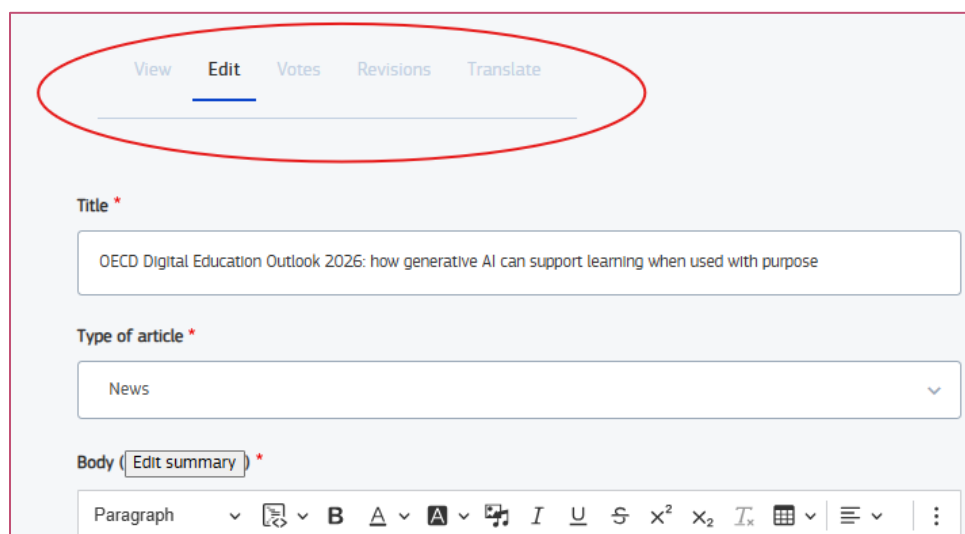 View Edit Votes Revisions Translate
Title *
OECD Digital Education Outlook 2026: how generative AI can support learning when used with purpose
Type of article *
News
Body (Edit summary) *
Paragraph B A A I U S x² x₂ Tx